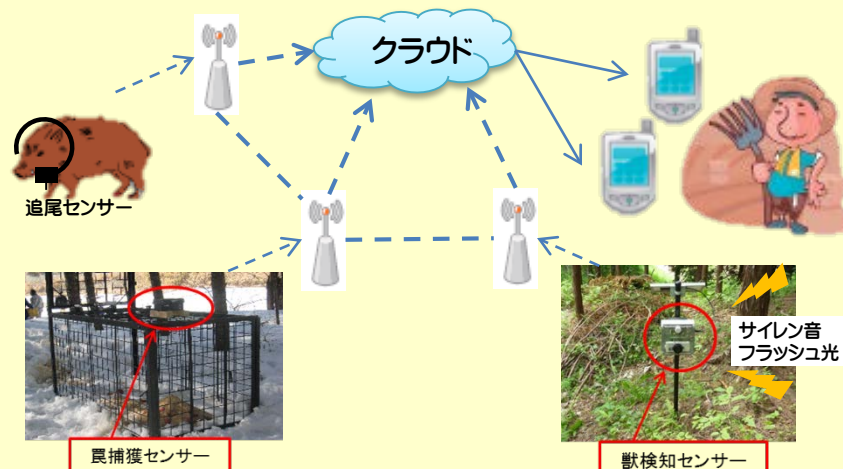 クラウド
追尾センサー
サイレン音
フラッシュ光
罠捕獲センサー
獣検知センサー